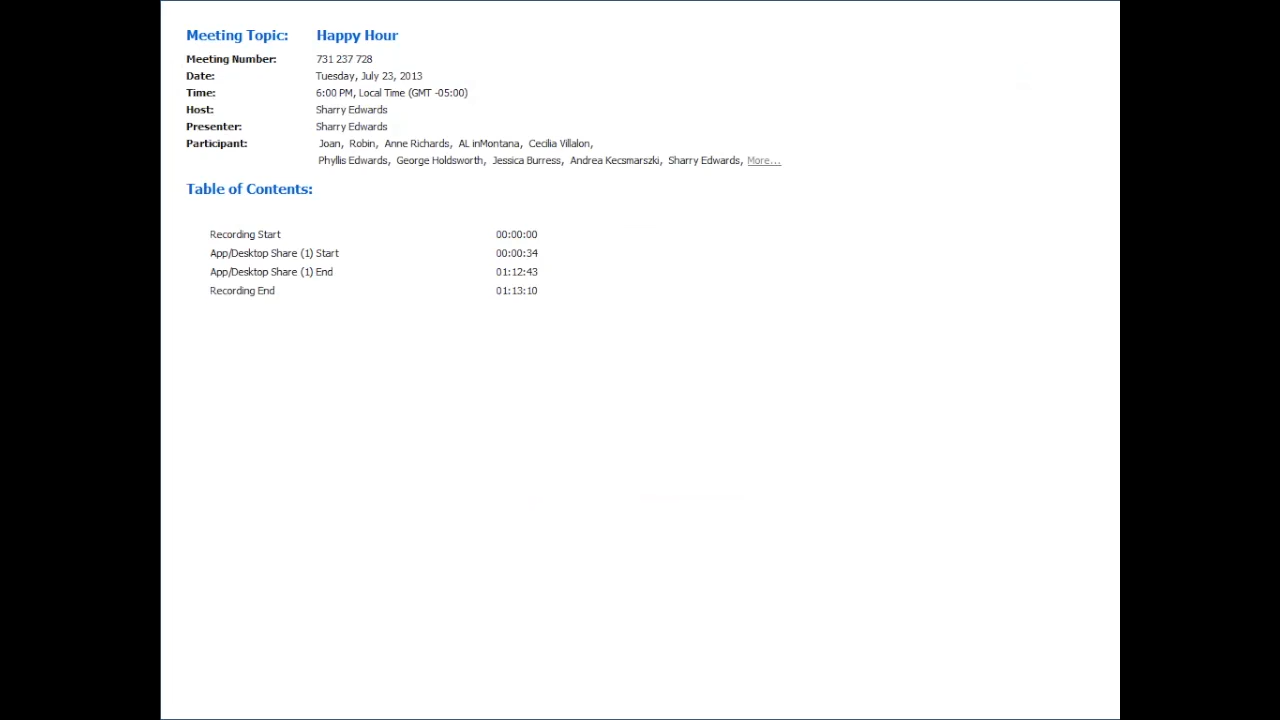 Meeting Topic: Happy Hour
Meeting Number: 731 237 728
Date: Tuesday, July 23, 2013
Time: 6:00 PM, Local Time (GMT -05:00)
Host: Sharry Edwards
Presenter: Sharry Edwards
Participant: Joan, Robin, Anne Richards, AL inMontana, Cecilia Villalon,
Phyllis Edwards, George Holdsworth, Jessica Burress, Andrea Kecsmarszki, Sharry Edwards, More...
Table of Contents:
Recording Start 00:00:00
App/Desktop Share (1) Start 00:00:34
App/Desktop Share (1) End 01:12:43
Recording End 01:13:10